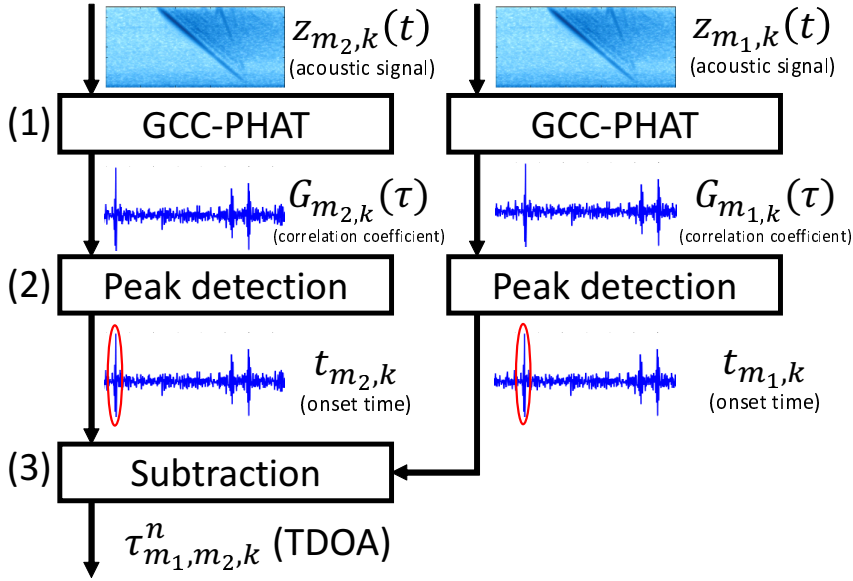 z_{m_2,k}(t) z_{m_1,k}(t)
(acoustic signal) (acoustic signal)
(1) GCC-PHAT GCC-PHAT
G_{m_2,k}(τ) G_{m_1,k}(τ)
(correlation coefficient) (correlation coefficient)
(2) Peak detection Peak detection
t_{m_2,k} t_{m_1,k}
(onset time) (onset time)
(3) Subtraction
τ^n_{m_1,m_2,k} (TDOA)